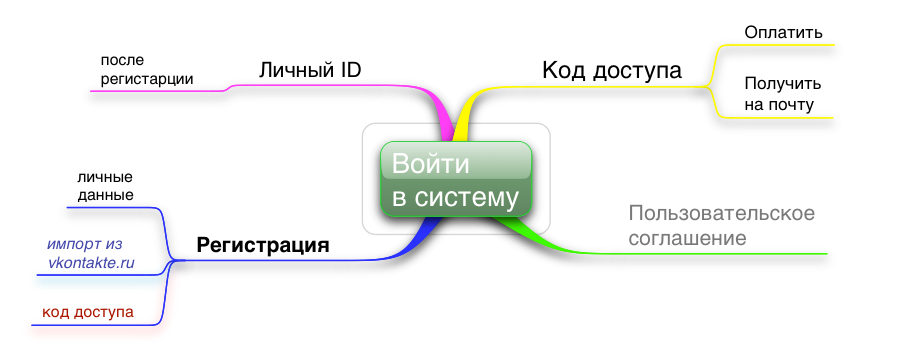 Войти
в систему
Код доступа
Оплатить
Получить
на почту
Пользовательское
соглашение
Регистрация
личные
данные
импорт из
vkontakte.ru
код доступа
Личный ID
после
регистарции